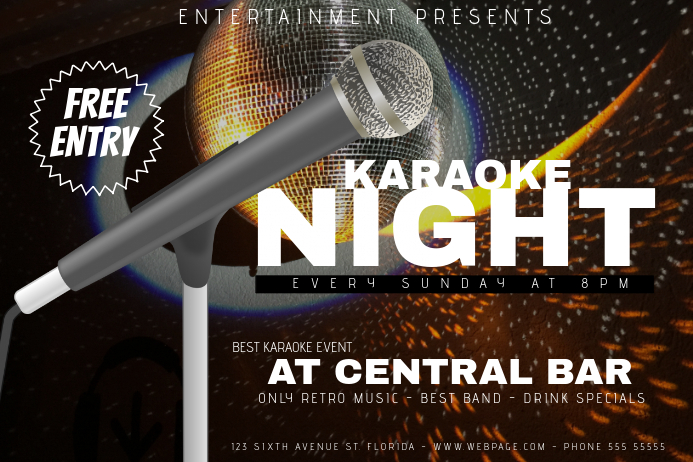 ENTERTAINMENT PRESENTS
FREE
ENTRY
KARAOKE
NIGHT
EVERY SUNDAY AT 8PM
BEST KARAOKE EVENT
AT CENTRAL BAR
ONLY RETRO MUSIC - BEST BAND - DRINK SPECIALS
123 SIXTH AVENUE ST. FLORIDA - WWW.WEBPAGE.COM - PHONE 555 55555